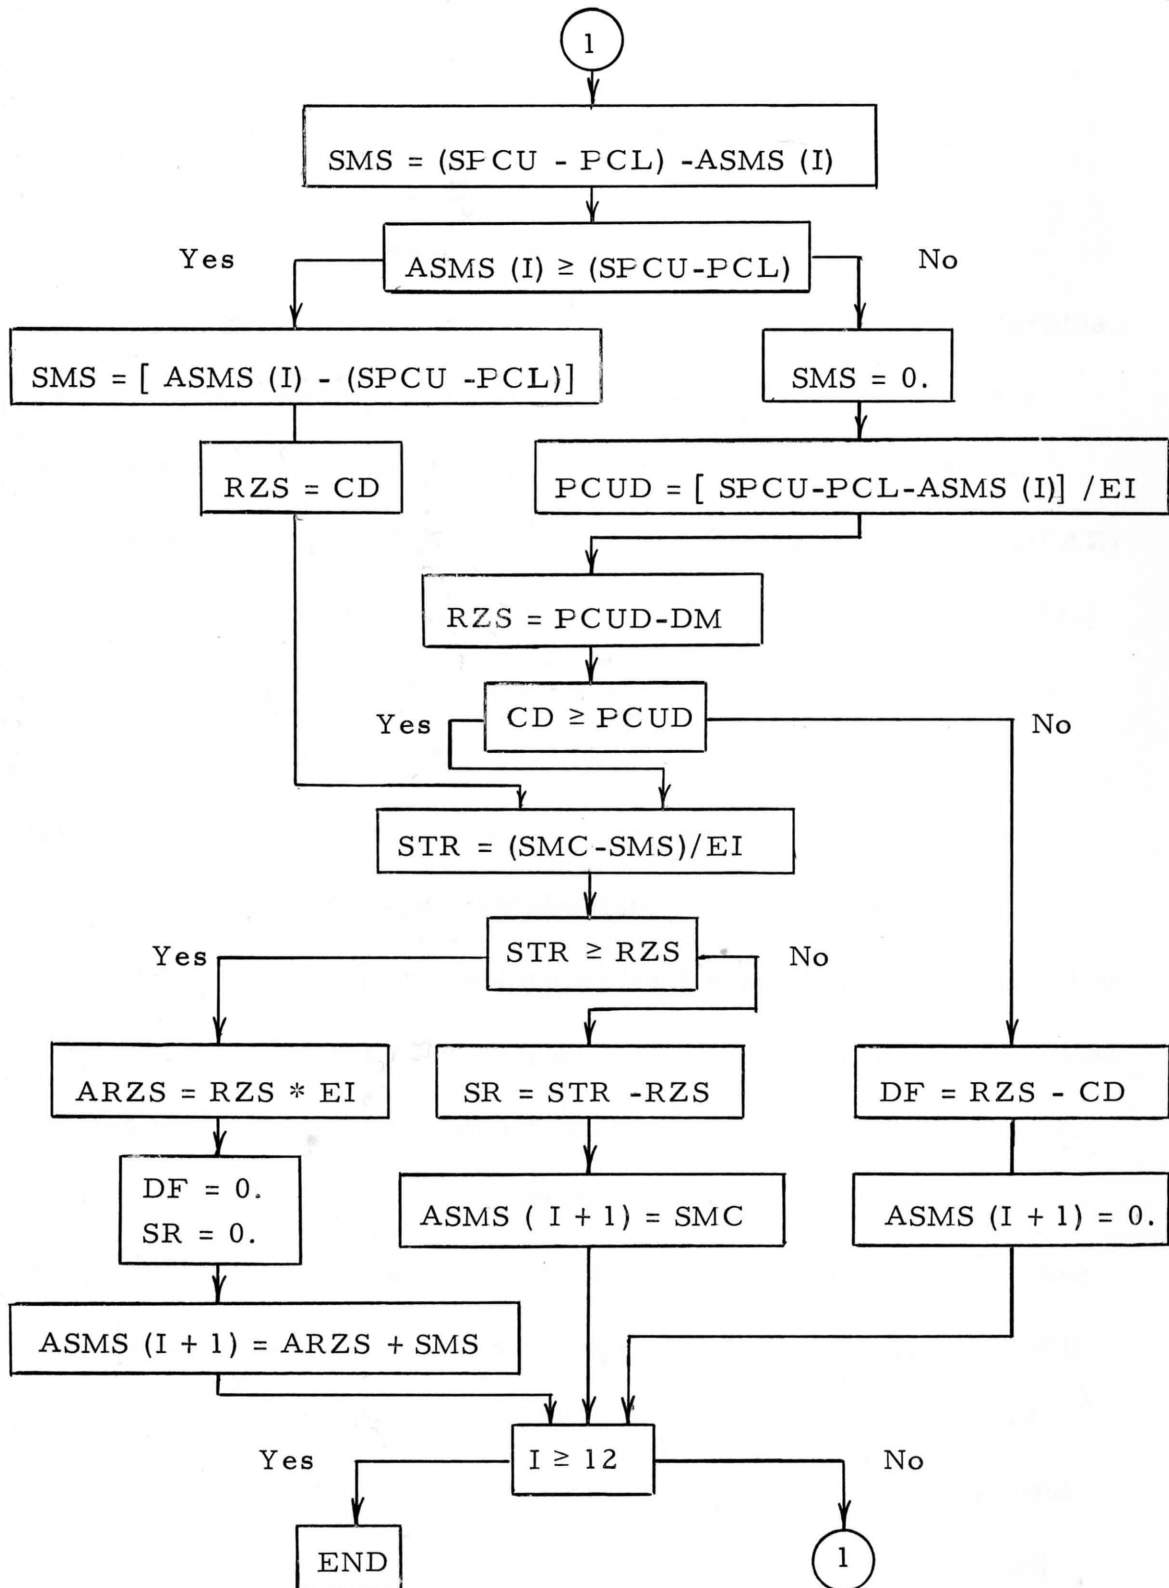 1
SMS = (SPCU - PCL) -ASMS (I)
Yes
ASMS (I) ≥ (SPCU-PCL)
No
SMS = [ ASMS (I) - (SPCU -PCL)]
SMS = 0.
RZS = CD
PCUD = [ SPCU-PCL-ASMS (I)] /EI
RZS = PCUD-DM
Yes
CD ≥ PCUD
No
STR = (SMC-SMS)/EI
Yes
STR ≥ RZS
No
ARZS = RZS * EI
SR = STR -RZS
DF = RZS - CD
DF = 0.
SR = 0.
ASMS ( I + 1) = SMC
ASMS (I + 1) = 0.
ASMS (I + 1) = ARZS + SMS
Yes
I ≥ 12
No
END
1